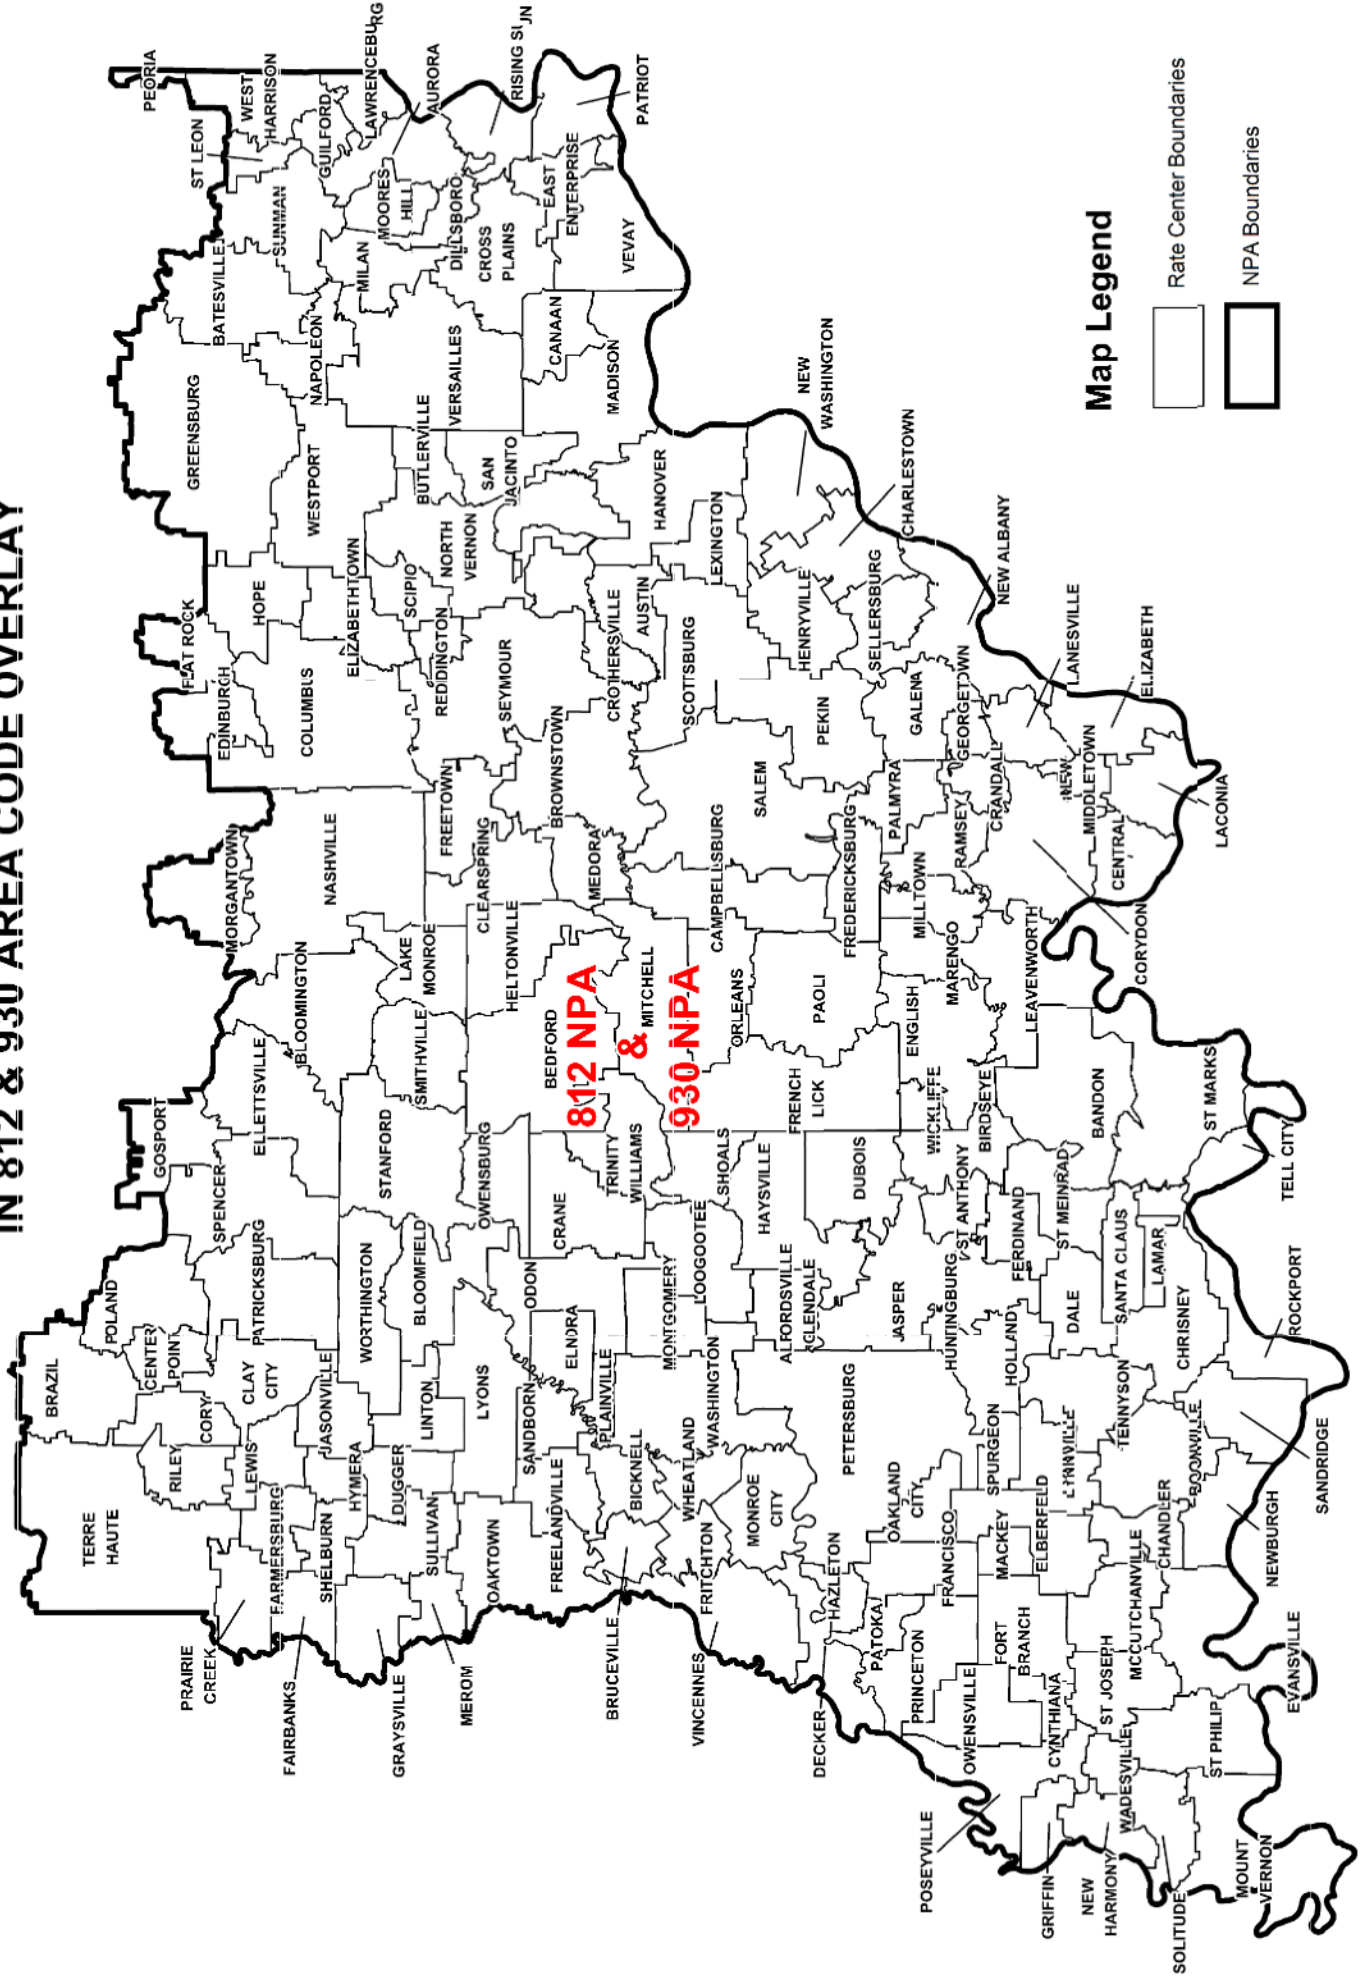 IN 812 & 930 AREA CODE OVERLAY
TERRE
HAUTE
BRAZIL
POLAND
CENTER
POINT
RILEY
CORY
CLAY
CITY
LEWIS
PATRICKSBURG
SPENCER
GOSPORT
ELLETTSVILLE
BLOOMINGTON
MORGANTOWN
NASHVILLE
EDINBURGH
FLAT ROCK
COLUMBUS
HOPE
GREENSBURG
WESTPORT
BATESVILLE
NAPOLEON
SUNMAN
ST LEON
PEORIA
WEST
HARRISON
GUILFORD
LAWRENCEBURG
AURORA
RISING SUN
PATRIOT
MOORES
HILL
MILAN
DILLSBORO
CROSS
PLAINS
EAST
ENTERPRISE
VEVAY
VERSAILLES
CANAAN
MADISON
BUTLERVILLE
SAN
JACINTO
NORTH
VERNON
SCIPIO
ELIZABETHTOWN
REDDINGTON
SEYMOUR
CROTHERSVILLE
AUSTIN
HANOVER
LEXINGTON
SCOTTSBURG
NEW
WASHINGTON
CHARLESTOWN
HENRYVILLE
SELLERSBURG
NEW ALBANY
LANESVILLE
ELIZABETH
GEORGETOWN
GALENA
PEKIN
SALEM
PALMYRA
CRANDALL
RAMSEY
NEW
MIDDLETOWN
LACONIA
CENTRAL
CORYDON
FREDERICKSBURG
MILLTOWN
MARENGO
LEAVENWORTH
CAMPBELLSBURG
BROWNSTOWN
MEDORA
FREETOWN
CLEARSPRING
HELTONVILLE
LAKE
MONROE
SMITHVILLE
STANFORD
BEDFORD
812 NPA
&
930 NPA
MITCHELL
ORLEANS
PAOLI
ENGLISH
FRENCH
LICK
WICKLIFFE
BIRDSEYE
BANDON
ST MARKS
TELL CITY
TRINITY
WILLIAMS
SHOALS
HAYSVILLE
DUBOIS
ST ANTHONY
FERDINAND
ST MEINRAD
SANTA CLAUS
LAMAR
CHRISNEY
ROCKPORT
OWENSBURG
CRANE
BLOOMFIELD
WORTHINGTON
ODON
ELNORA
LOOGOOTEE
MONTGOMERY
ALFORDSVILLE
GLENDALE
JASPER
HUNTINGBURG
HOLLAND
DALE
TENNYSON
BOONVILLE
SANDRIDGE
JASONVILLE
LINTON
LYONS
SANDBORN
PLAINVILLE
WASHINGTON
PETERSBURG
SPURGEON
LYNNVILLE
CHANDLER
NEWBURGH
HYMERA
DUGGER
SULLIVAN
FARMERSBURG
SHELBURN
OAKTOWN
FREELANDVILLE
BICKNELL
WHEATLAND
MONROE
CITY
FRITCHTON
OAKLAND
CITY
FRANCISCO
MACKEY
ELBERFELD
HAZLETON
PATOKA
PRINCETON
FORT
BRANCH
OWENSVILLE
CYNTHIANA
ST JOSEPH
MCCUTCHANVILLE
EVANSVILLE
ST PHILIP
WADESVILLE
PRAIRIE
CREEK
FAIRBANKS
GRAYSVILLE
MEROM
BRUCEVILLE
VINCENNES
DECKER
POSEYVILLE
GRIFFIN
NEW
HARMONY
SOLITUDE
MOUNT
VERNON
Map Legend
Rate Center Boundaries
NPA Boundaries